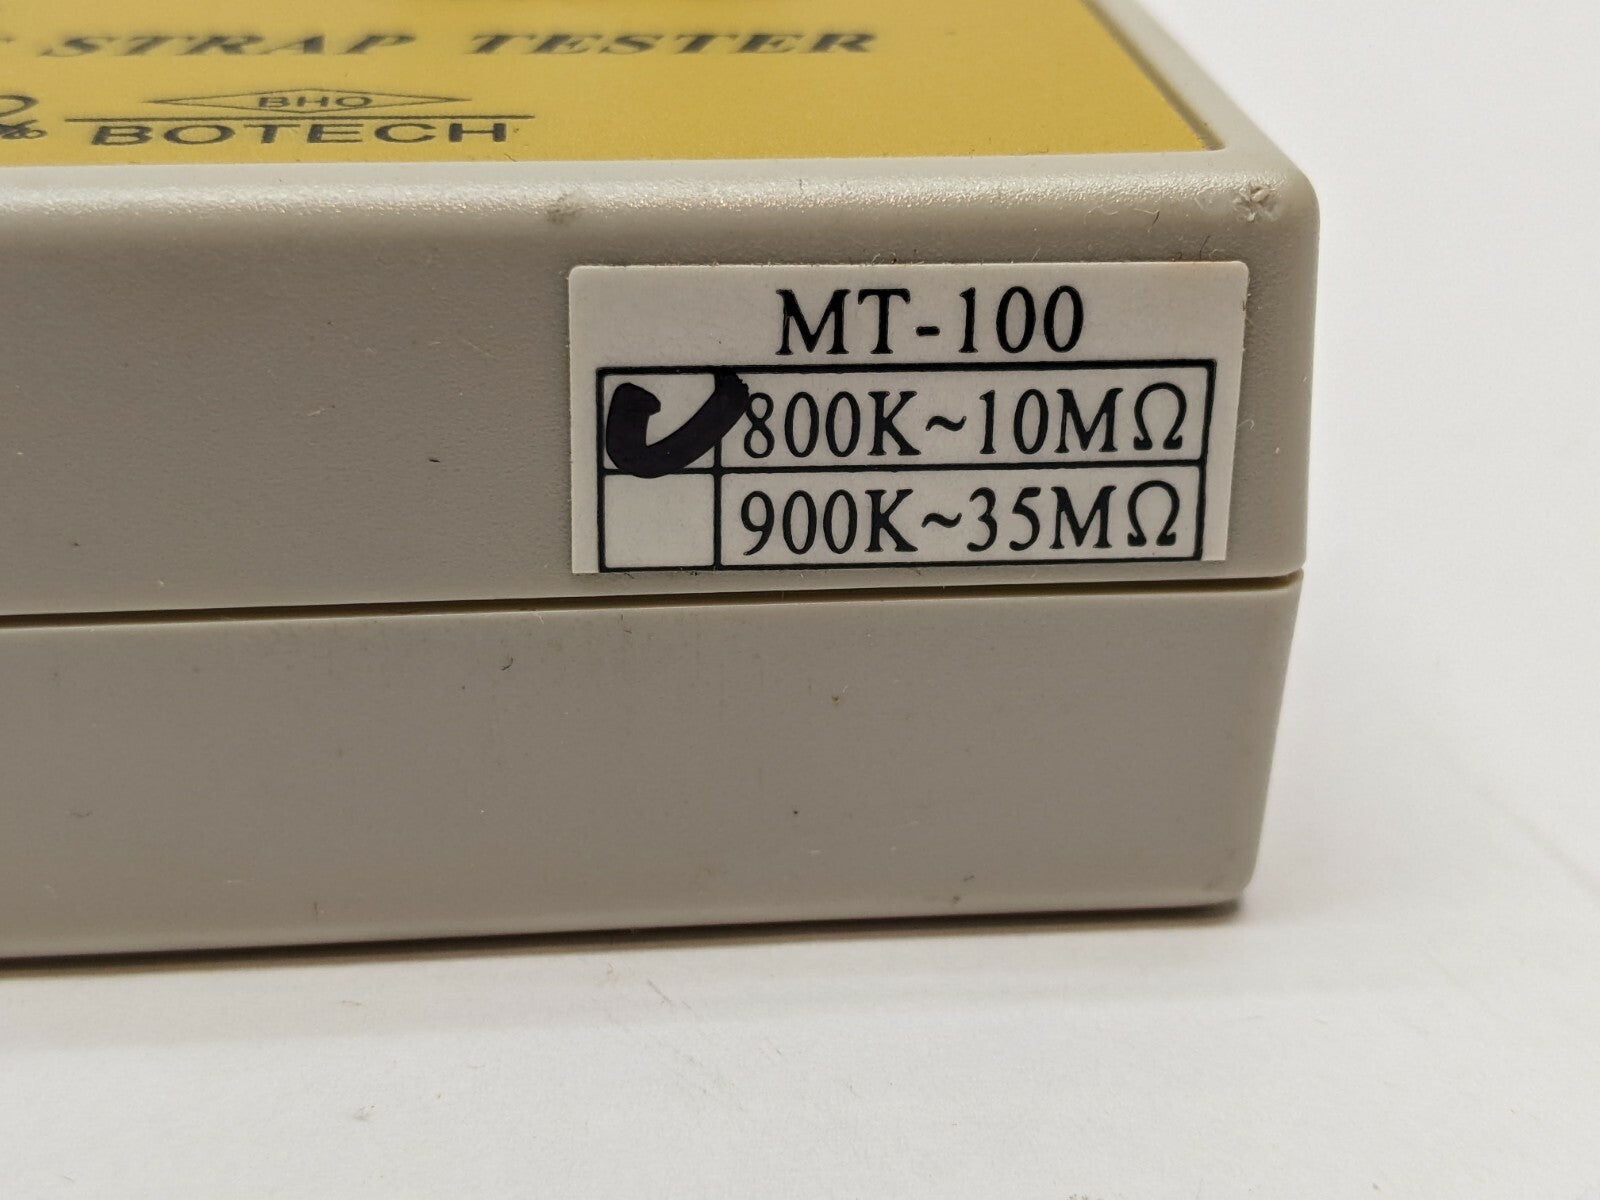 STRAP TESTER
BHO
BOTECH
MT-100
800K~10MΩ
900K~35MΩ